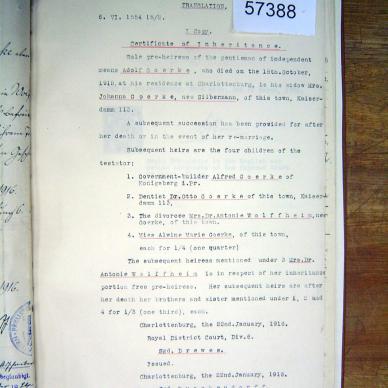 TRANSLATION.
57388
6. VI. 1554 15/2.
I Copy.
Certificate of Inheritance.
Sole pre-heiress of the gentleman of independent
means Adolf Goerke, who died on the 18th.October,
1915, at his residence at Charlottenburg, is his widow Mrs.
Johanna Goerke, née Silbermann, of this town, Kaiser-
damm 113.
A subsequent succession has been provided for after
her death or in the event of her re-marriage.
Subsequent heirs are the four children of the
testator;
1. Government-builder Alfred Goerke of
Konigsberg i.Pr.
2. Dentist Dr.Otto Goerke of this town, Kaiser-
damm 113,
3. The divorcee Mrs.Dr.Antonie Wolffheim, nee
Goerke, of this town.
4. Miss Alwine Marie Goerke, of this town,
each for 1/4 (one quarter)
The subsequent heiress mentioned under 3 Mrs.Dr.
Antonie Wolffheim is in respect of her inheritance
portion free pre-heiress. Her subsequent heirs are after
her death her brothers and sister mentioned under 1, 2 and
4 for 1/3 (one third), each.
Charlottenburg, the 22nd.January, 1916.
Royal District Court, Div.6.
Sgd. Drewes.
Issued.
Charlottenburg, the 22nd.January, 1916.